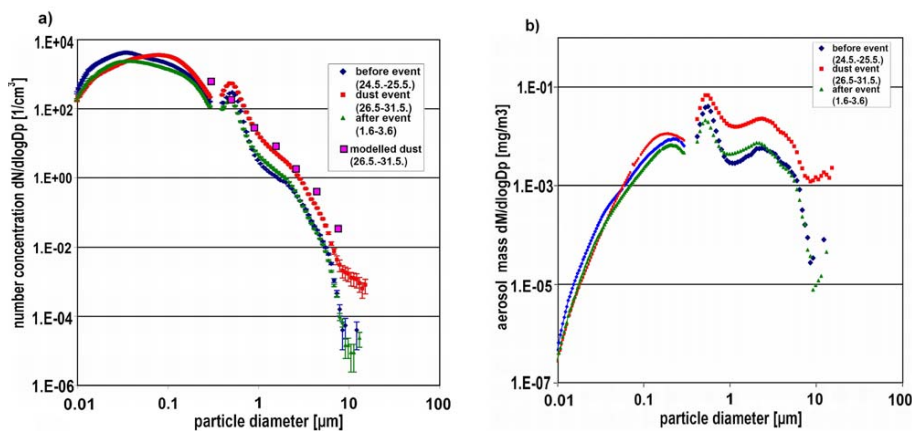 a)
number concentration dN/dlogDp [1/cm³]
1.E+04
1.E+02
1.E+00
1.E-02
1.E-04
1.E-06
0.01
0.1
1
10
100
particle diameter [µm]
before event
(24.5.-25.5.)
dust event
(26.5-31.5.)
after event
(1.6-3.6)
modelled dust
(26.5.-31.5.)
b)
aerosol mass dM/dlogDp [mg/m3]
1.E+01
1.E-01
1.E-03
1.E-05
1.E-07
0.01
0.1
1
10
100
particle diameter [µm]
before event
(24.5.-25.5.)
dust event
(26.5-31.5.)
after event
(1.6-3.6)